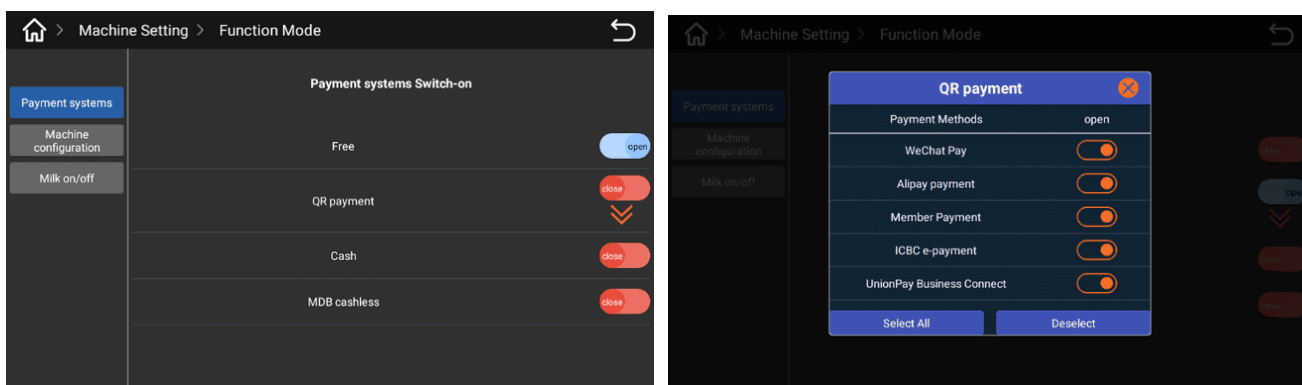 Machine Setting > Function Mode
Payment systems Switch-on
Payment systems
Machine
configuration
Milk on/off
Free
open
QR payment
close
Cash
close
MDB cashless
close
Machine Setting > Function Mode
Payment systems
Machine
configuration
Milk on/off
QR payment
Payment Methods
open
WeChat Pay
Alipay payment
Member Payment
ICBC e-payment
UnionPay Business Connect
Select All
Deselect